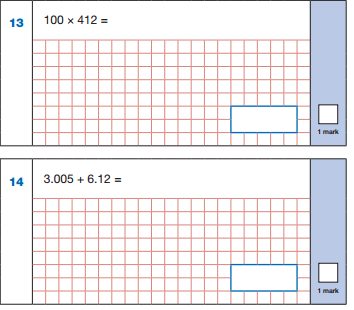 13
100 × 412 =
1 mark
14
3.005 + 6.12 =
1 mark